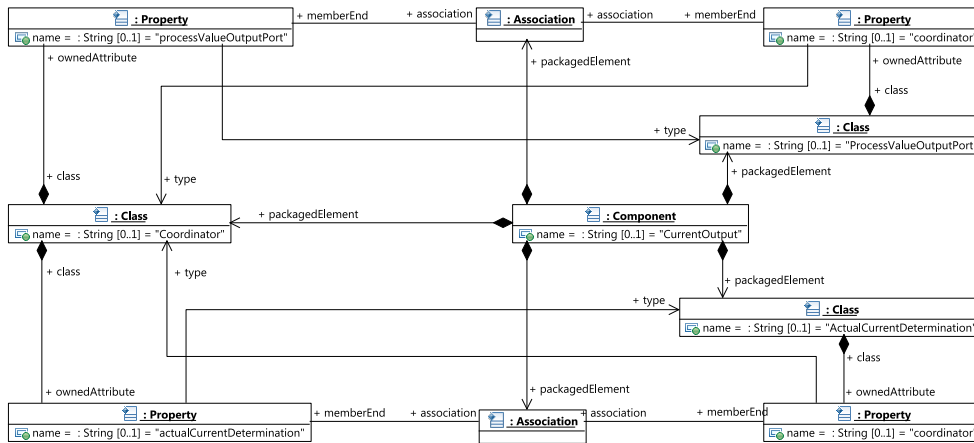 : Property
name = : String [0..1] = "processValueOutputPort"
+ memberEnd
+ association
: Association
+ association
+ memberEnd
: Property
name = : String [0..1] = "coordinator"
+ ownedAttribute
+ packagedElement
+ ownedAttribute
+ class
+ type
: Class
name = : String [0..1] = "ProcessValueOutputPort"
+ packagedElement
+ class
+ type
: Class
name = : String [0..1] = "Coordinator"
+ packagedElement
: Component
name = : String [0..1] = "CurrentOutput"
+ class
+ type
+ packagedElement
+ type
: Class
name = : String [0..1] = "ActualCurrentDetermination"
+ class
+ ownedAttribute
+ packagedElement
+ ownedAttribute
: Property
name = : String [0..1] = "actualCurrentDetermination"
+ memberEnd
+ association
: Association
+ association
+ memberEnd
: Property
name = : String [0..1] = "coordinator